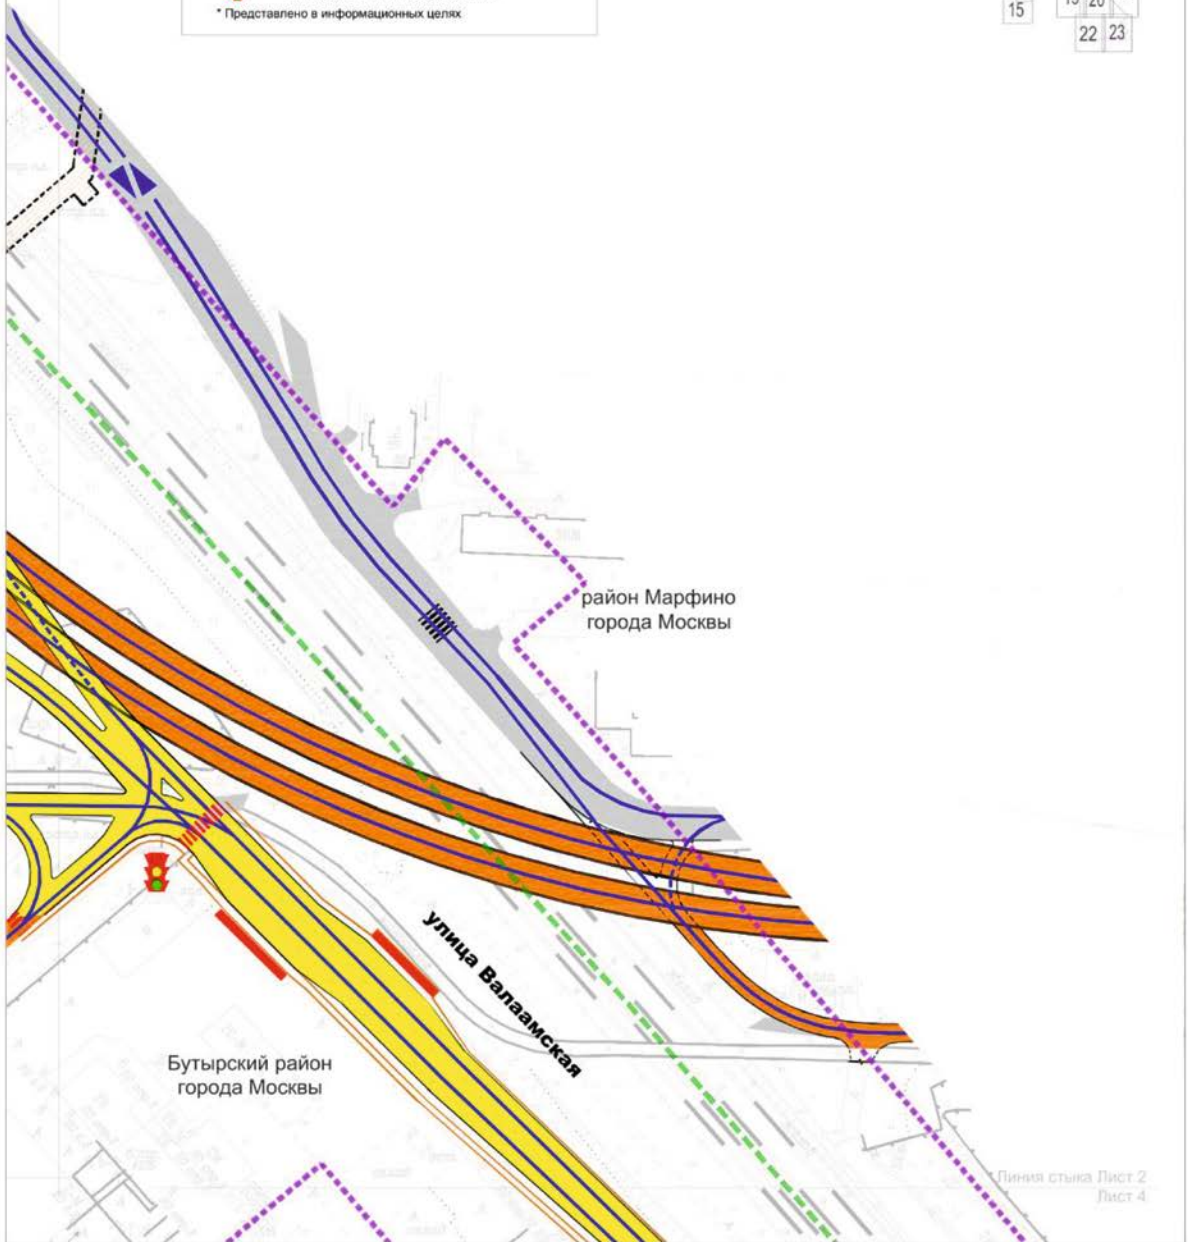 * Представлено в информационных целях
15
20
22 23
район Марфино
города Москвы
улица Валаамская
Бутырский район
города Москвы
Линия стыка Лист 2
Лист 4